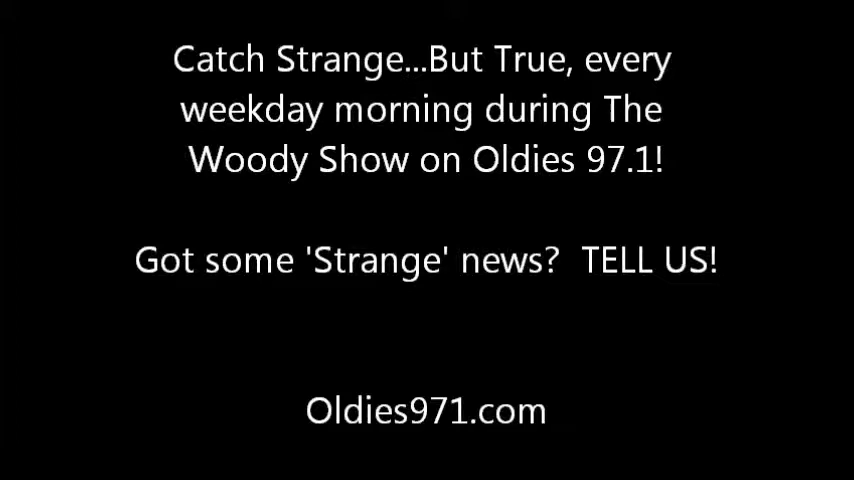 Catch Strange...But True, every
weekday morning during The
Woody Show on Oldies 97.1!
Got some 'Strange' news?  TELL US!
Oldies971.com